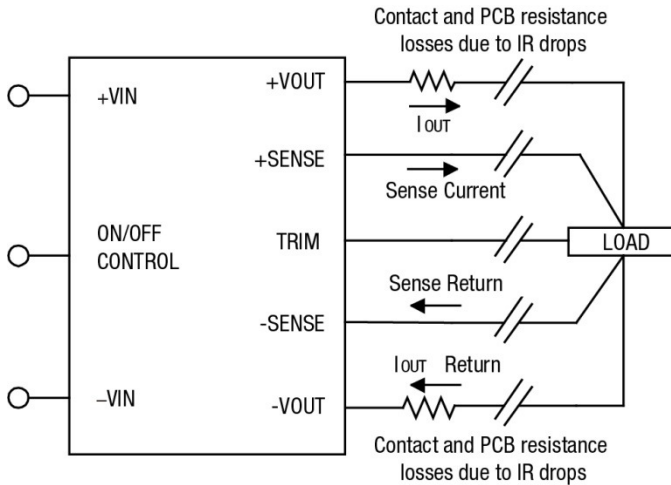 Contact and PCB resistance
losses due to IR drops
+VOUT
+VIN
IOUT
+SENSE
Sense Current
ON/OFF
CONTROL
TRIM
LOAD
Sense Return
-SENSE
IOUT Return
–VIN
-VOUT
Contact and PCB resistance
losses due to IR drops